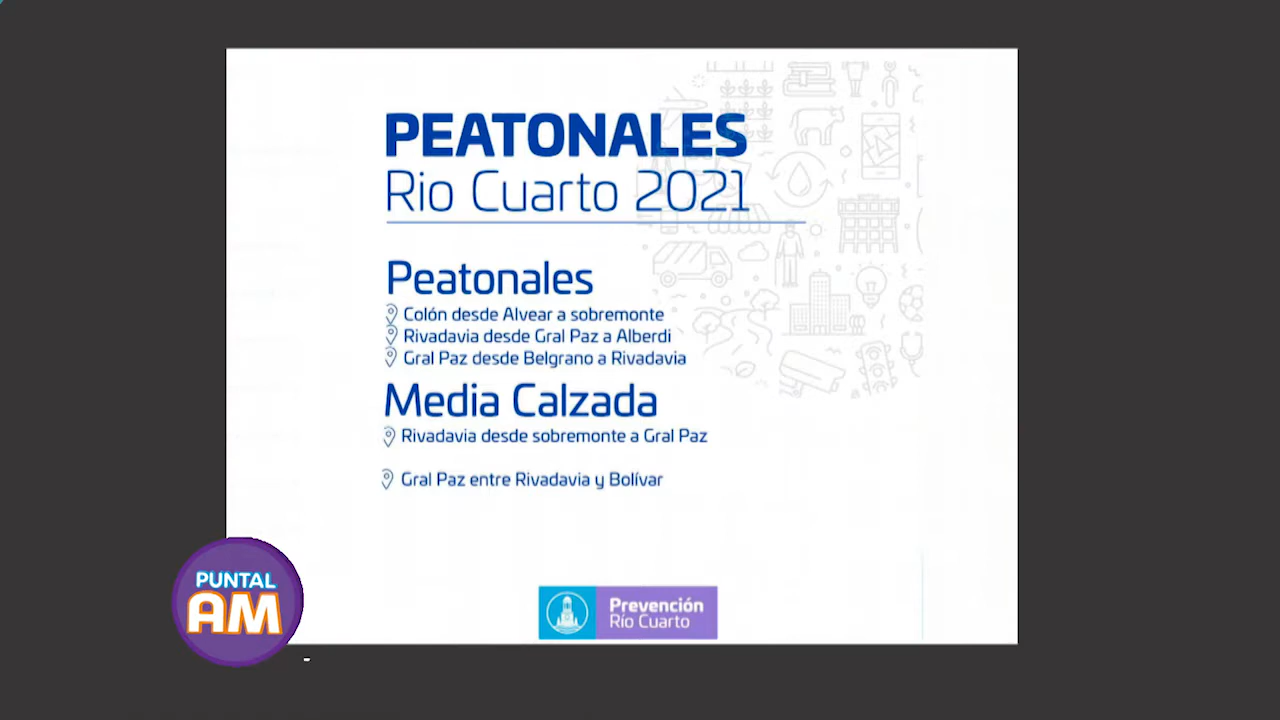 PEATONALES
Rio Cuarto 2021
Peatonales
Colón desde Alvear a sobremonte
Rivadavia desde Gral Paz a Alberdi
Gral Paz desde Belgrano a Rivadavia
Media Calzada
Rivadavia desde sobremonte a Gral Paz
Gral Paz entre Rivadavia y Bolívar
PUNTAL
AM
Prevención
Río Cuarto